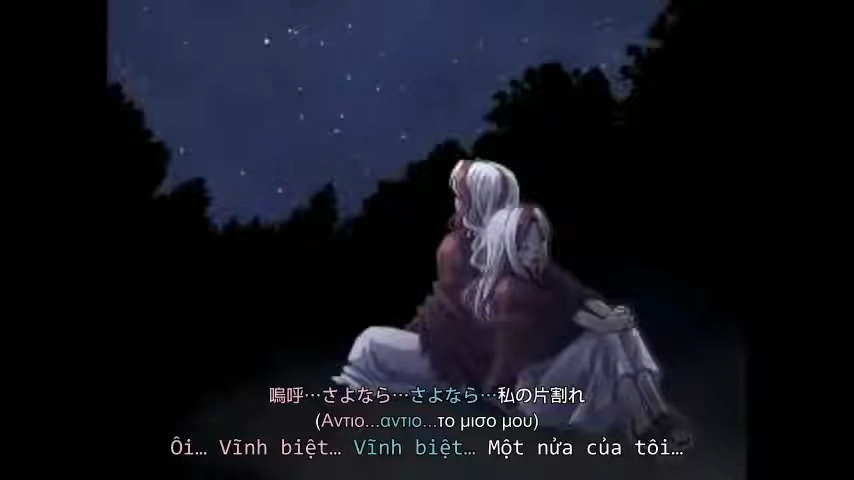 嗚呼…さよなら…さよなら…私の片割れ
(Αντιο...αντιο...το μισο μου)
Ôi… Vĩnh biệt… Vĩnh biệt… Một nửa của tôi…